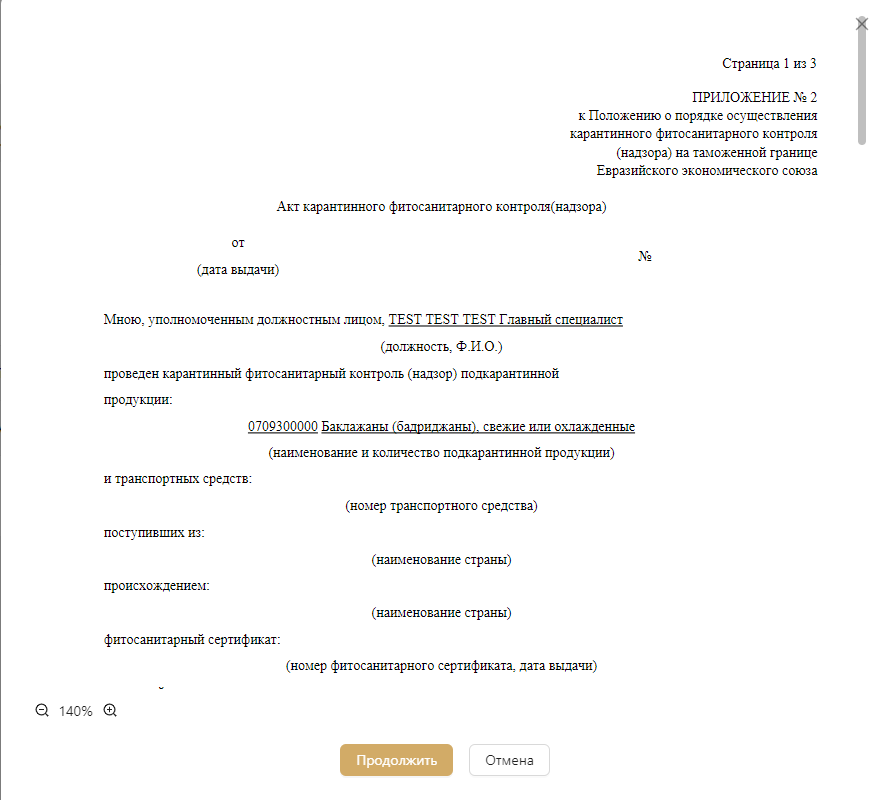 Страница 1 из 3
ПРИЛОЖЕНИЕ № 2
к Положению о порядке осуществления
карантинного фитосанитарного контроля
(надзора) на таможенной границе
Евразийского экономического союза
Акт карантинного фитосанитарного контроля(надзора)
от
№
(дата выдачи)
Мною, уполномоченным должностным лицом, TEST TEST TEST Главный специалист
(должность, Ф.И.О.)
проведен карантинный фитосанитарный контроль (надзор) подкарантинной
продукции:
0709300000 Баклажаны (бадриджаны), свежие или охлажденные
(наименование и количество подкарантинной продукции)
и транспортных средств:
(номер транспортного средства)
поступивших из:
(наименование страны)
происхождением:
(наименование страны)
фитосанитарный сертификат:
(номер фитосанитарного сертификата, дата выдачи)
140%
Продолжить Отмена